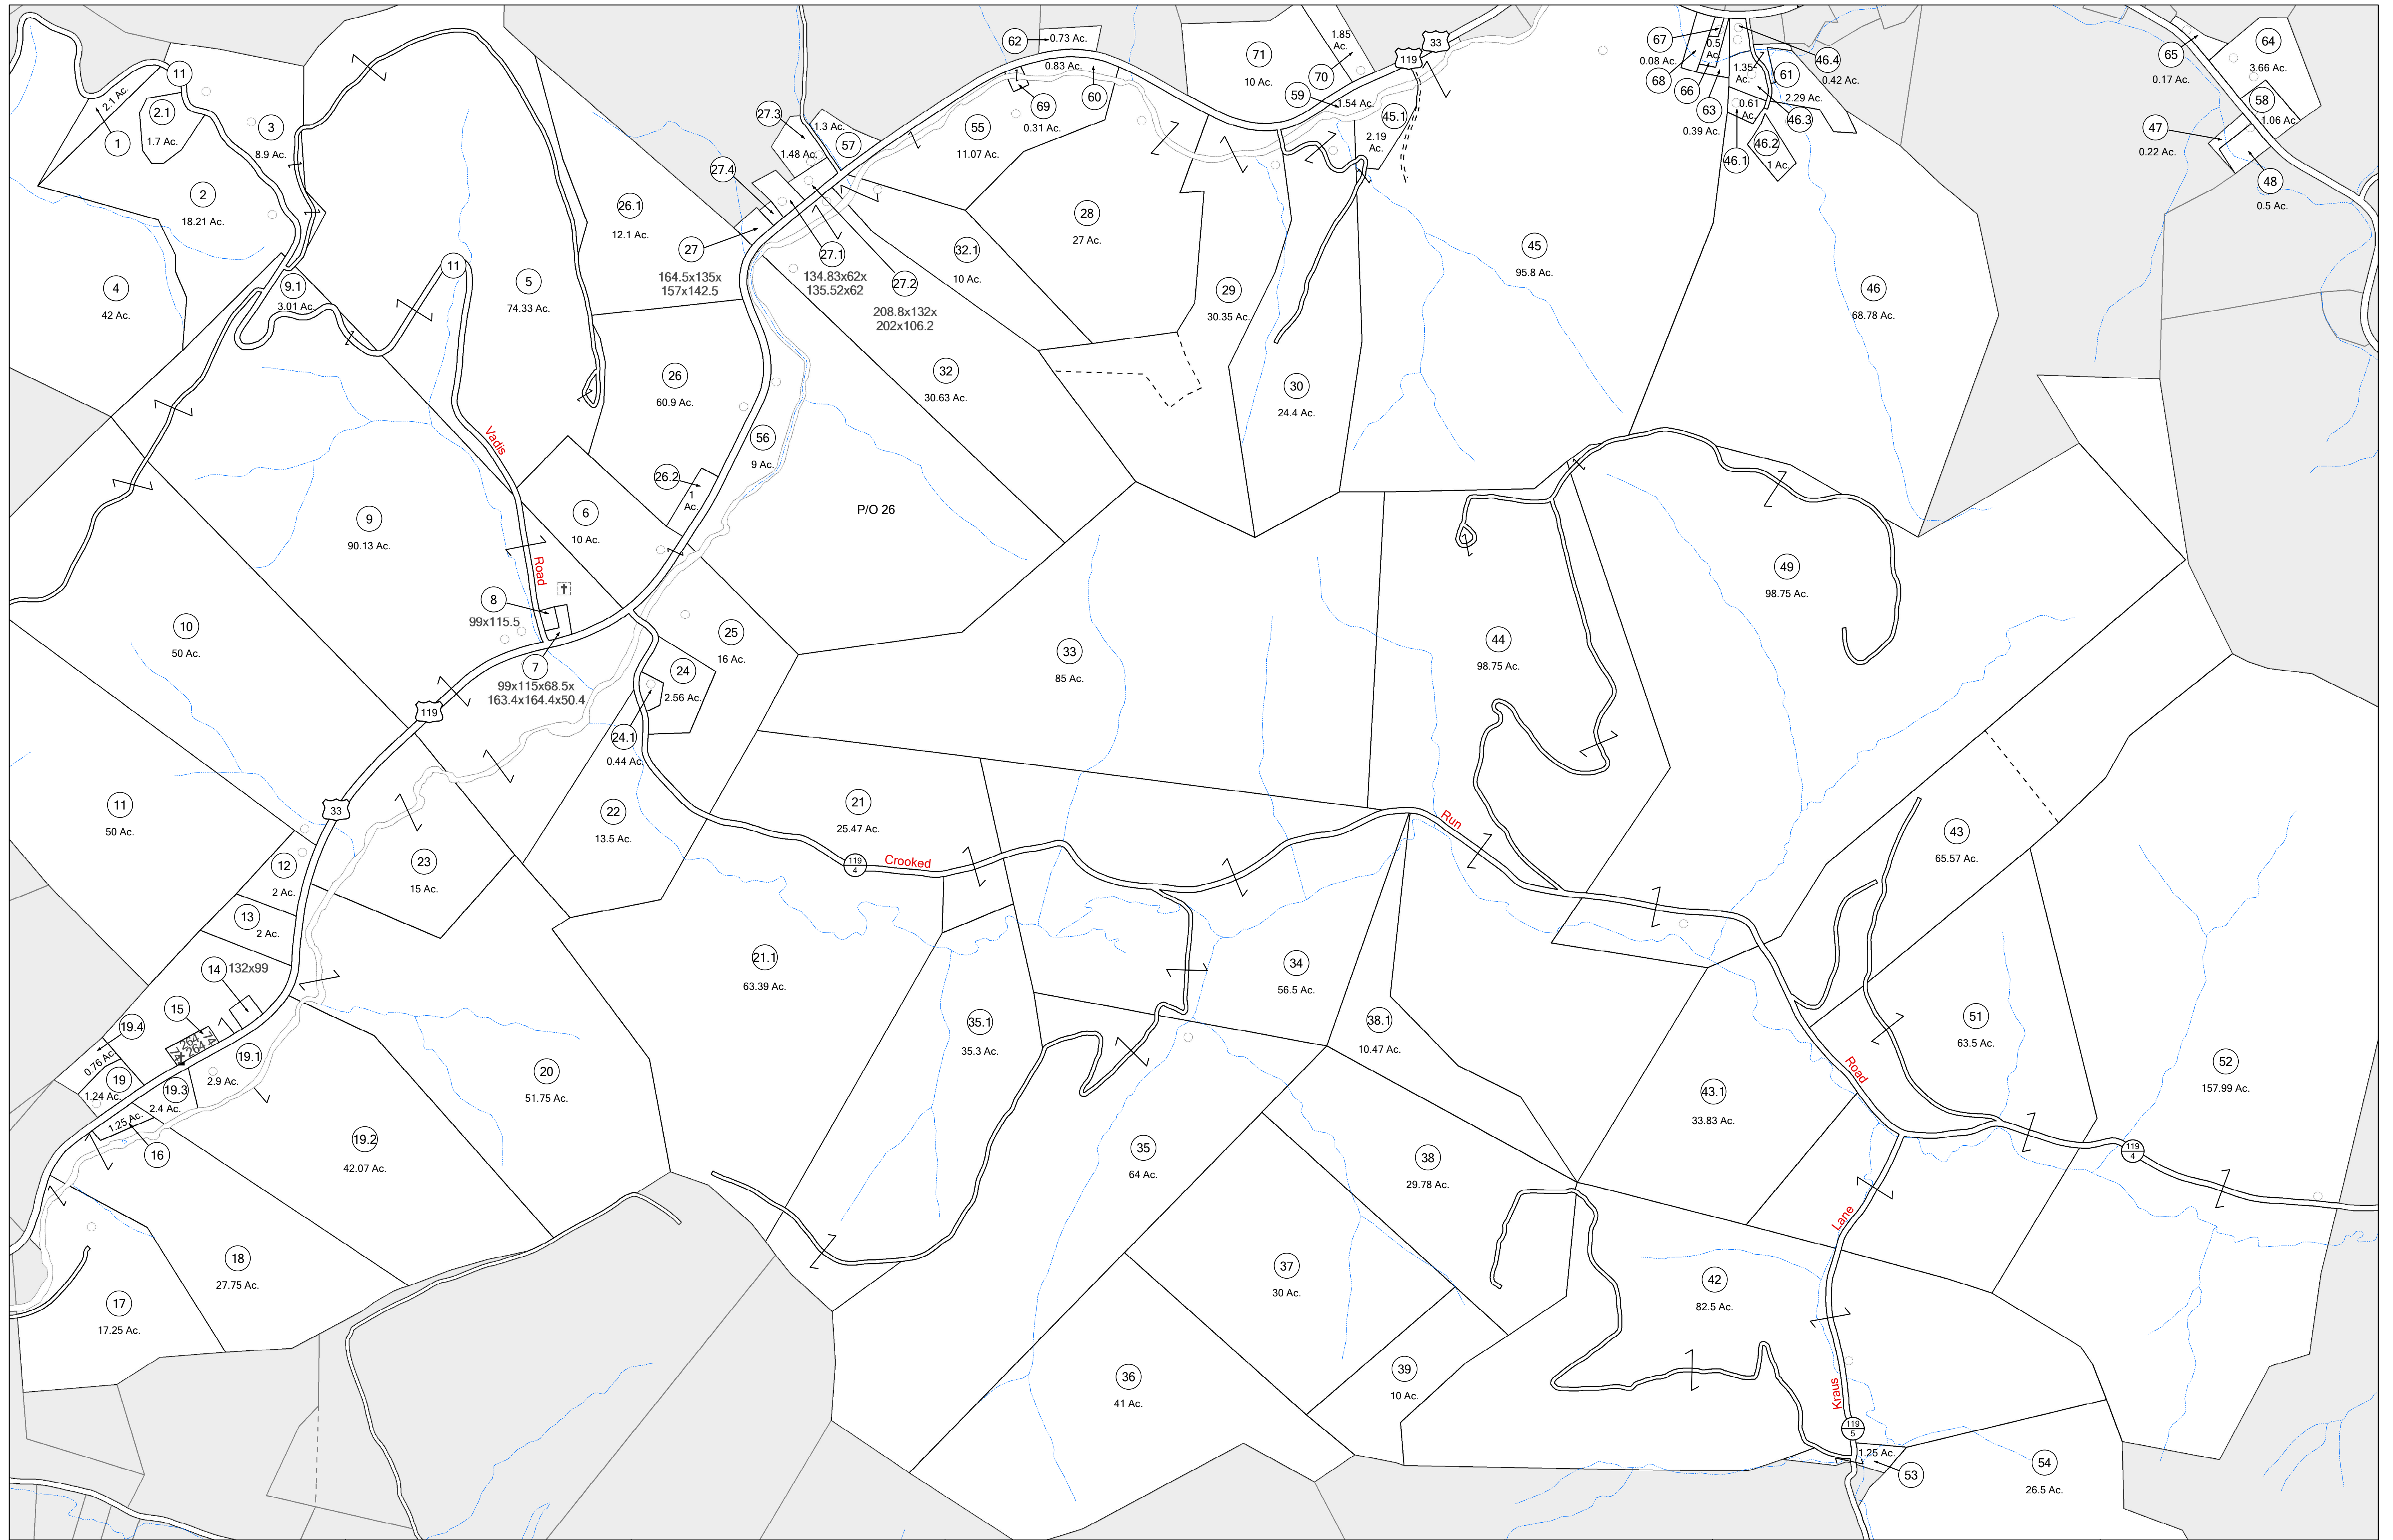 62
0.73 Ac.
0.83 Ac.
60
69
0.31 Ac.
55
11.07 Ac.
71
10 Ac.
1.85
Ac.
70
59
1.54 Ac.
119
33
45.1
2.19
Ac.
67
0.08 Ac.
68
66
0.5
Ac.
63
0.39 Ac.
1.35
Ac.
61
46.4
0.42 Ac.
2.29 Ac.
46.3
0.61
Ac.
46.1
46.2
1 Ac.
65
0.17 Ac.
64
3.66 Ac.
58
1.06 Ac.
47
0.22 Ac.
48
0.5 Ac.
11
2.1 Ac.
1
2.1
1.7 Ac.
3
8.9 Ac.
2
18.21 Ac.
4
42 Ac.
9.1
3.01 Ac.
11
5
74.33 Ac.
26.1
12.1 Ac.
27.3
1.48 Ac.
1.3 Ac.
57
27.4
27
164.5x135x
157x142.5
27.1
134.83x62x
135.52x62
27.2
208.8x132x
202x106.2
32.1
10 Ac.
28
27 Ac.
29
30.35 Ac.
45
95.8 Ac.
46
68.78 Ac.
26
60.9 Ac.
32
30.63 Ac.
30
24.4 Ac.
56
9 Ac.
26.2
1
Ac.
P/O 26
Vadis
Road
9
90.13 Ac.
6
10 Ac.
8
99x115.5
7
99x115x68.5x
163.4x164.4x50.4
10
50 Ac.
25
16 Ac.
24
2.56 Ac.
24.1
0.44 Ac.
33
85 Ac.
44
98.75 Ac.
49
98.75 Ac.
119
33
11
50 Ac.
12
2 Ac.
13
2 Ac.
23
15 Ac.
22
13.5 Ac.
21
25.47 Ac.
119
4
Crooked
Run
Road
43
65.57 Ac.
14
132x99
15
264
74
264
74
19.4
0.76 Ac.
19
1.24 Ac.
19.1
2.9 Ac.
19.3
2.4 Ac.
1.25 Ac.
16
21.1
63.39 Ac.
35.1
35.3 Ac.
34
56.5 Ac.
38.1
10.47 Ac.
51
63.5 Ac.
52
157.99 Ac.
20
51.75 Ac.
19.2
42.07 Ac.
43.1
33.83 Ac.
35
64 Ac.
38
29.78 Ac.
119
4
18
27.75 Ac.
17
17.25 Ac.
37
30 Ac.
42
82.5 Ac.
Kraus
Lane
36
41 Ac.
39
10 Ac.
119
5
1.25 Ac.
53
54
26.5 Ac.